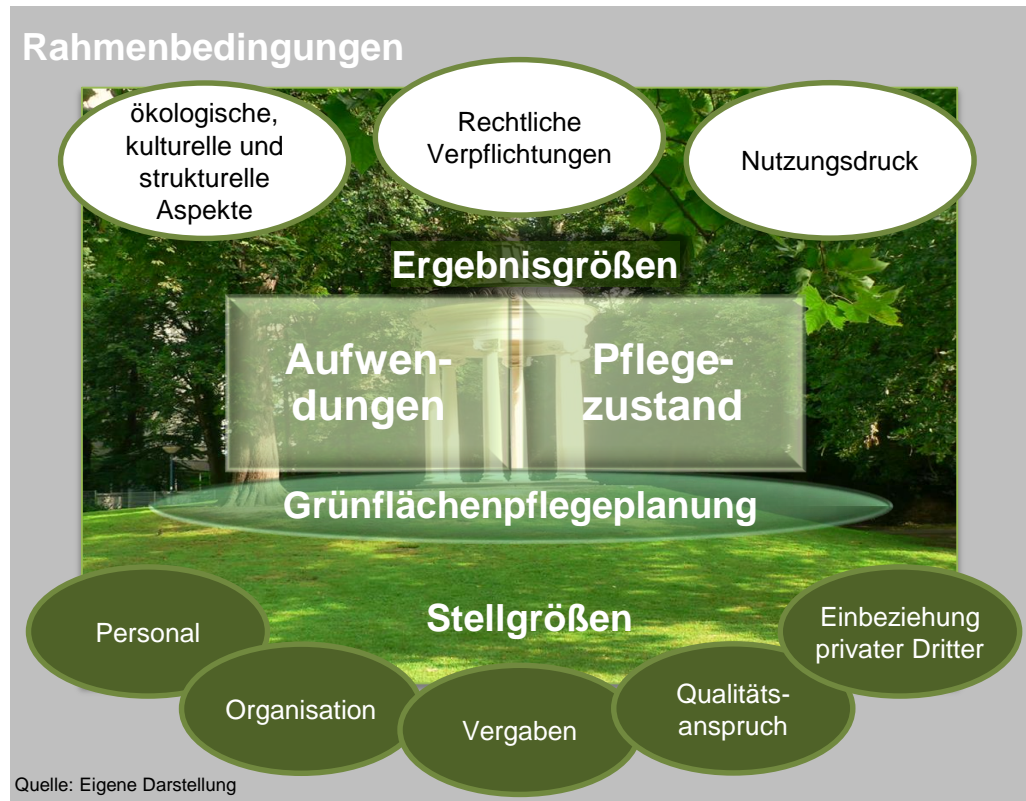 Rahmenbedingungen
ökologische,
kulturelle und
strukturelle
Aspekte
Rechtliche
Verpflichtungen
Nutzungsdruck
Ergebnisgrößen
Aufwen-
dungen
Pflege-
zustand
Grünflächenpflegeplanung
Stellgrößen
Personal
Organisation
Vergaben
Qualitäts-
anspruch
Einbeziehung
privater Dritter
Quelle: Eigene Darstellung